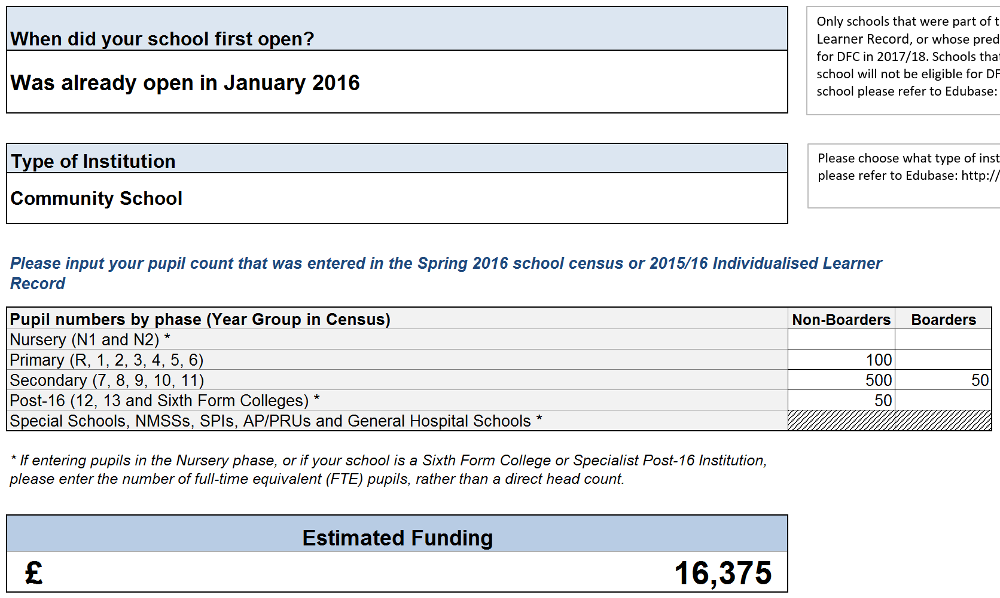 When did your school first open?
Was already open in January 2016
Only schools that were part of t
Learner Record, or whose pred
for DFC in 2017/18. Schools that
school will not be eligible for DF
school please refer to Edubase:
Type of Institution
Community School
Please choose what type of inst
please refer to Edubase: http://
Please input your pupil count that was entered in the Spring 2016 school census or 2015/16 Individualised Learner
Record
Pupil numbers by phase (Year Group in Census) Non-Boarders Boarders
Nursery (N1 and N2) *
Primary (R, 1, 2, 3, 4, 5, 6) 100
Secondary (7, 8, 9, 10, 11) 500 50
Post-16 (12, 13 and Sixth Form Colleges) * 50
Special Schools, NMSSs, SPIs, AP/PRUs and General Hospital Schools *
* If entering pupils in the Nursery phase, or if your school is a Sixth Form College or Specialist Post-16 Institution,
please enter the number of full-time equivalent (FTE) pupils, rather than a direct head count.
Estimated Funding
£ 16,375